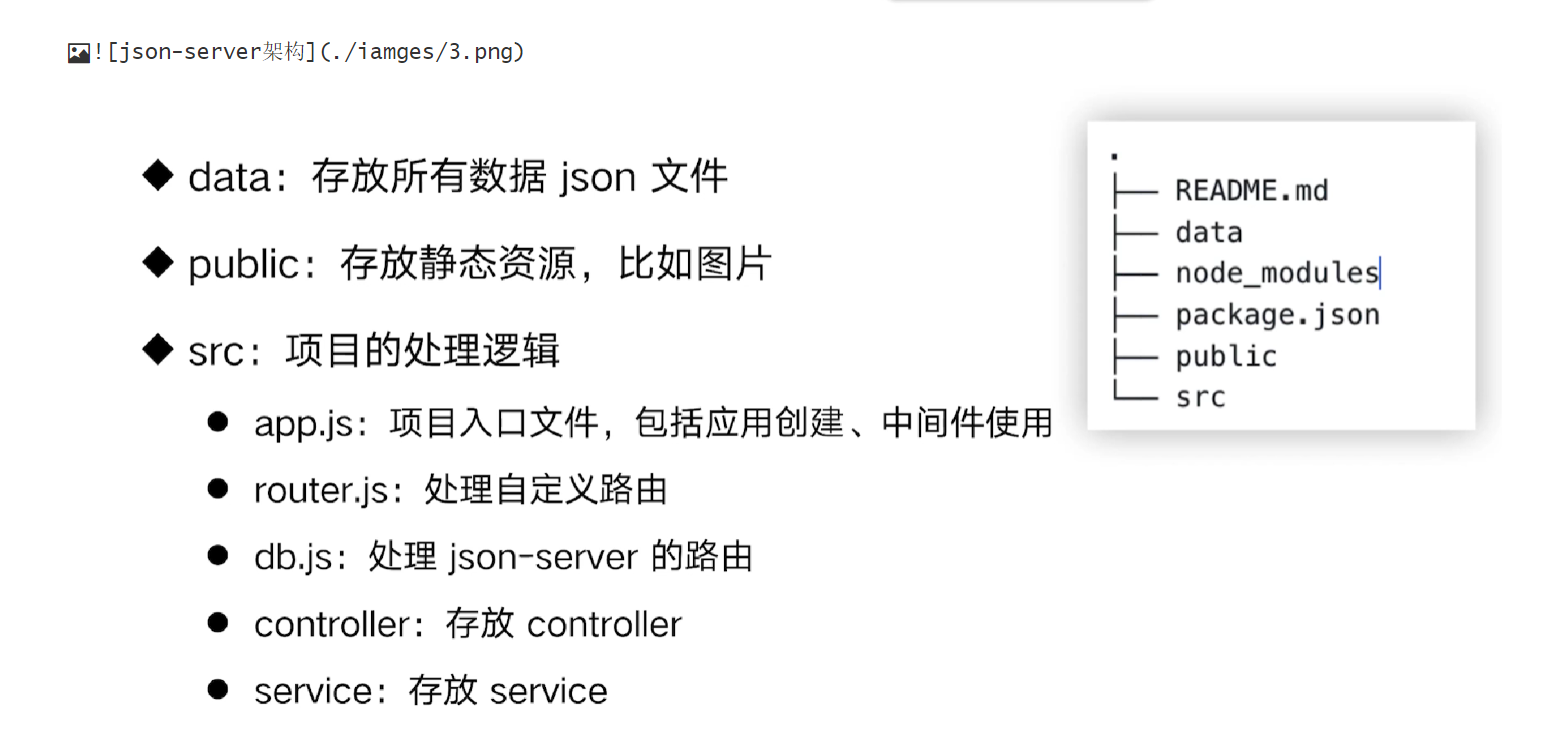 ![json-server架构](./iamges/3.png)
◆ data：存放所有数据 json 文件
◆ public：存放静态资源，比如图片
◆ src：项目的处理逻辑
● app.js：项目入口文件，包括应用创建、中间件使用
● router.js：处理自定义路由
● db.js：处理 json-server 的路由
● controller：存放 controller
● service：存放 service
.
├── README.md
├── data
├── node_modules
├── package.json
├── public
└── src